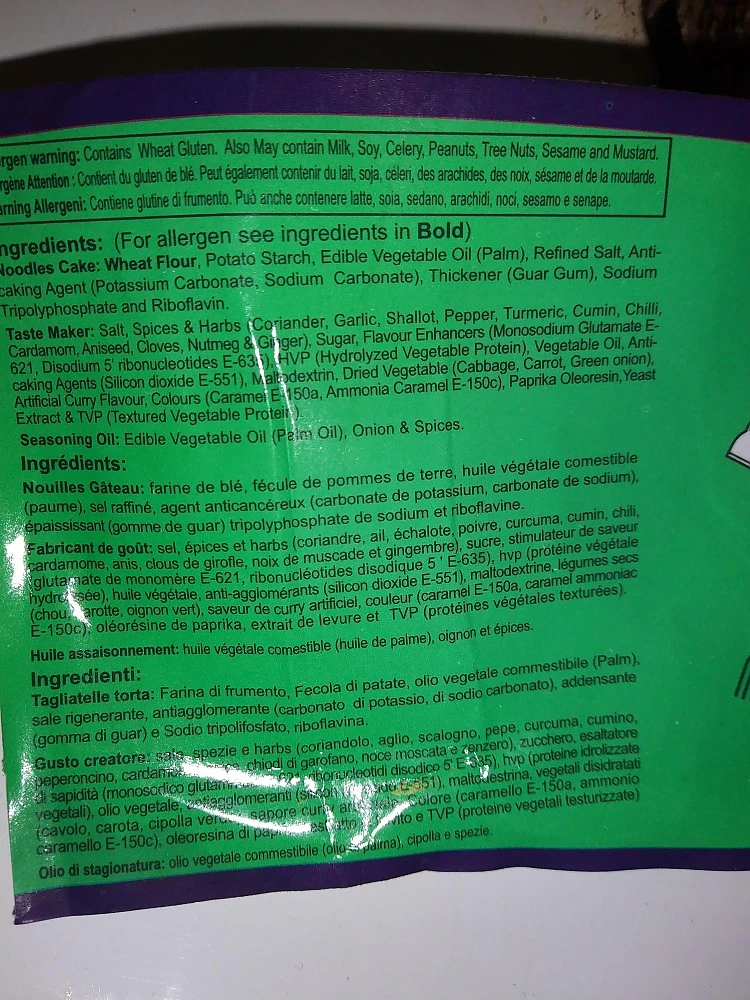 rgen warning: Contains Wheat Gluten. Also May contain Milk, Soy, Celery, Peanuts, Tree Nuts, Sesame and Mustard.
rgène Attention : Contient du gluten de blé. Peut également contenir du lait, soja, céleri, des arachides, des noix, sésame et de la moutarde.
arning Allergeni: Contiene glutine di frumento. Puó anche contenere latte, soia, sedano, arachidi, noci, sesamo e senape.
ngredients: (For allergen see ingredients in Bold)
Noodles Cake: Wheat Flour, Potato Starch, Edible Vegetable Oil (Palm), Refined Salt, Anti-
caking Agent (Potassium Carbonate, Sodium Carbonate), Thickener (Guar Gum), Sodium
Tripolyphosphate and Riboflavin.
Taste Maker: Salt, Spices & Harbs (Coriander, Garlic, Shallot, Pepper, Turmeric, Cumin, Chilli,
Cardamom, Aniseed, Cloves, Nutmeg & Ginger), Sugar, Flavour Enhancers (Monosodium Glutamate E-
621, Disodium 5' ribonucleotides E-635), HVP (Hydrolyzed Vegetable Protein), Vegetable Oil, Anti-
caking Agents (Silicon dioxide E-551), Maltodextrin, Dried Vegetable (Cabbage, Carrot, Green onion),
Artificial Curry Flavour, Colours (Caramel E-150a, Ammonia Caramel E-150c), Paprika Oleoresin,Yeast
Extract & TVP (Textured Vegetable Protein).
Seasoning Oil: Edible Vegetable Oil (Palm Oil), Onion & Spices.
Ingrédients:
Nouilles Gâteau: farine de blé, fécule de pommes de terre, huile végétale comestible
(paume), sel raffiné, agent anticancéreux (carbonate de potassium, carbonate de sodium),
épaississant (gomme de guar) tripolyphosphate de sodium et riboflavine.
Fabricant de goût: sel, épices et harbs (coriandre, ail, échalote, poivre, curcuma, cumin, chili,
cardamome, anis, clous de girofle, noix de muscade et gingembre), sucre, stimulateur de saveur
glutamate de monomère E-621, ribonucléotides disodique 5 ' E-635), hvp (protéine végétale
hydrolysée), huile végétale, anti-agglomérants (silicon dioxide E-551), maltodextrine, légumes secs
(chou, carotte, oignon vert), saveur de curry artificiel, couleur (caramel E-150a, caramel ammoniac
E-150c), oléorésine de paprika, extrait de levure et TVP (protéines végétales texturées).
Huile assaisonnement: huile végétale comestible (huile de palme), oignon et épices.
Ingredienti:
Tagliatelle torta: Farina di frumento, Fecola di patate, olio vegetale commestibile (Palm),
sale rigenerante, antiagglomerante (carbonato di potassio, di sodio carbonato), addensante
(gomma di guar) e Sodio tripolifosfato, riboflavina.
Gusto creatore: sale, spezie e harbs (coriandolo, aglio, scalogno, pepe, curcuma, cumino,
peperoncino, chiodi di garofano, noce moscata e zenzero), zucchero, esaltatore
di sapidità (monosodico ribonucleotidi disodico 5' E-635), hvp (proteine idrolizzate
vegetali), olio vegetale, antiagglomeranti E-551), maltodestrina, vegetali disidratati
(cavolo, carota, cipolla sapore colore (caramello E-150a, ammonio
caramello E-150c); oleoresina di e TVP (proteine vegetali testurizzate)
Olio di stagionatura: olio vegetale commestibile (olio palma), cipolla e spezie.